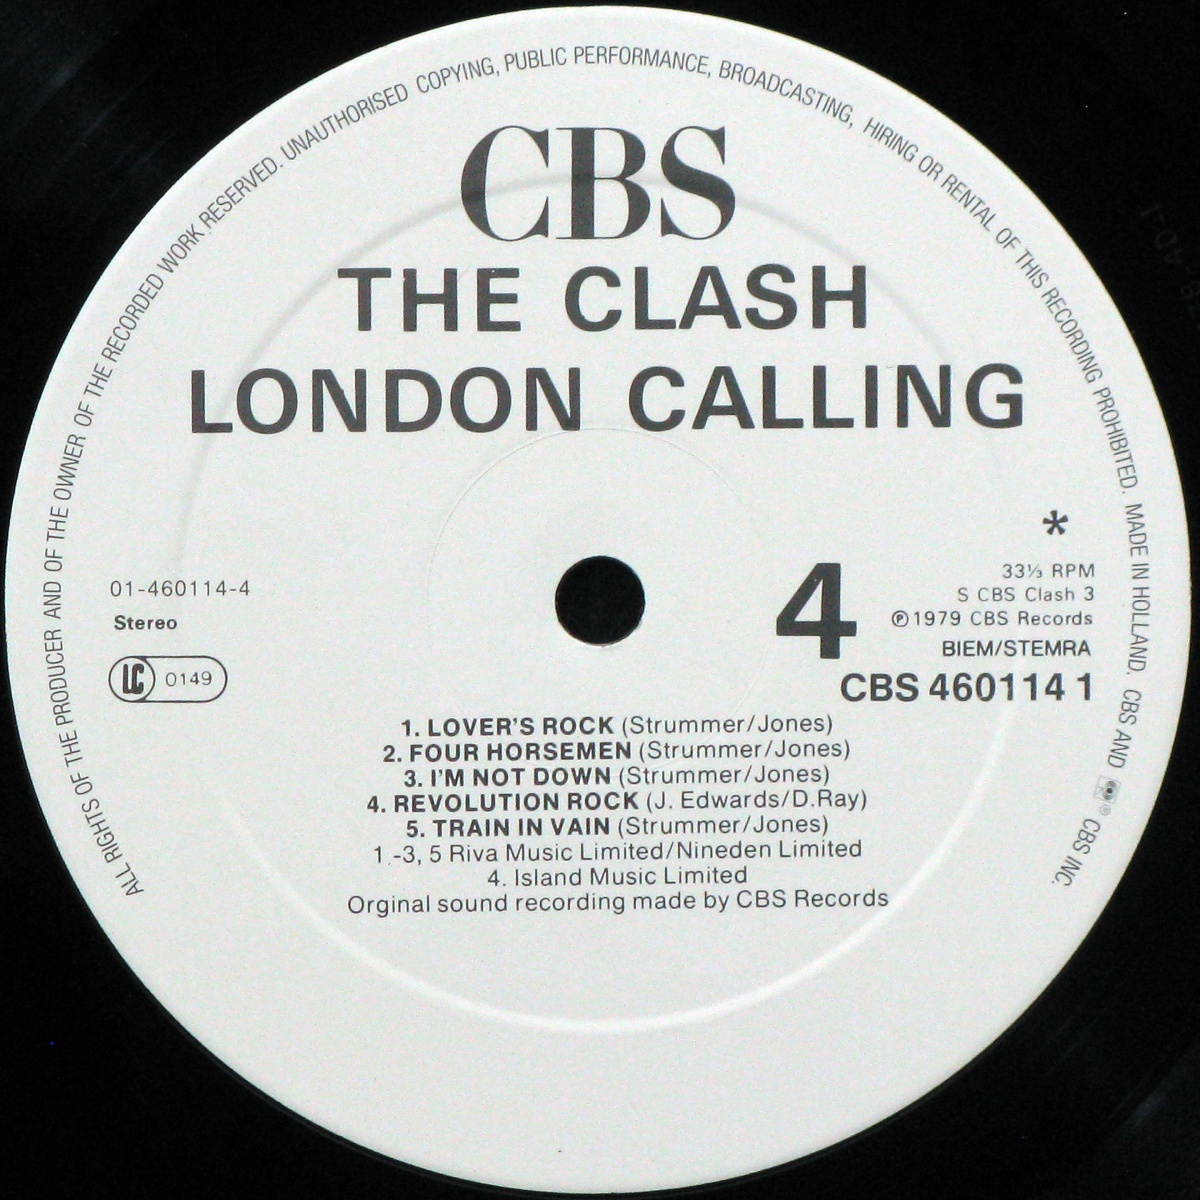 ALL RIGHTS OF THE PRODUCER AND OF THE OWNER OF THE RECORDED WORK RESERVED. UNAUTHORISED COPYING, PUBLIC PERFORMANCE, BROADCASTING, HIRING OR RENTAL OF THIS RECORDING PROHIBITED. MADE IN HOLLAND. CBS AND ® CBS INC.
CBS
THE CLASH
LONDON CALLING
*
01-460114-4
Stereo
LC 0149
4
33⅓ RPM
S CBS Clash 3
℗1979 CBS Records
BIEM/STEMRA
CBS 460114 1
1. LOVER'S ROCK (Strummer/Jones)
2. FOUR HORSEMEN (Strummer/Jones)
3. I'M NOT DOWN (Strummer/Jones)
4. REVOLUTION ROCK (J. Edwards/D.Ray)
5. TRAIN IN VAIN (Strummer/Jones)
1.-3, 5 Riva Music Limited/Nineden Limited
4. Island Music Limited
Orginal sound recording made by CBS Records